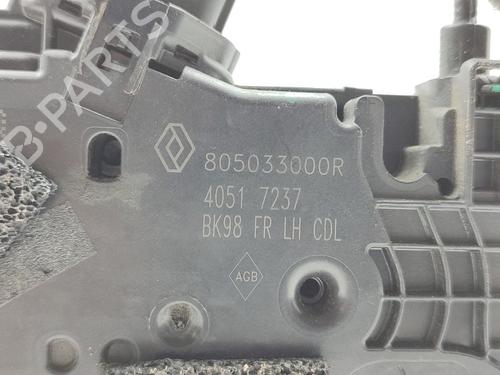 805033000R
4051 7237
BK98 FR LH CDL
AGB
B-PARTS